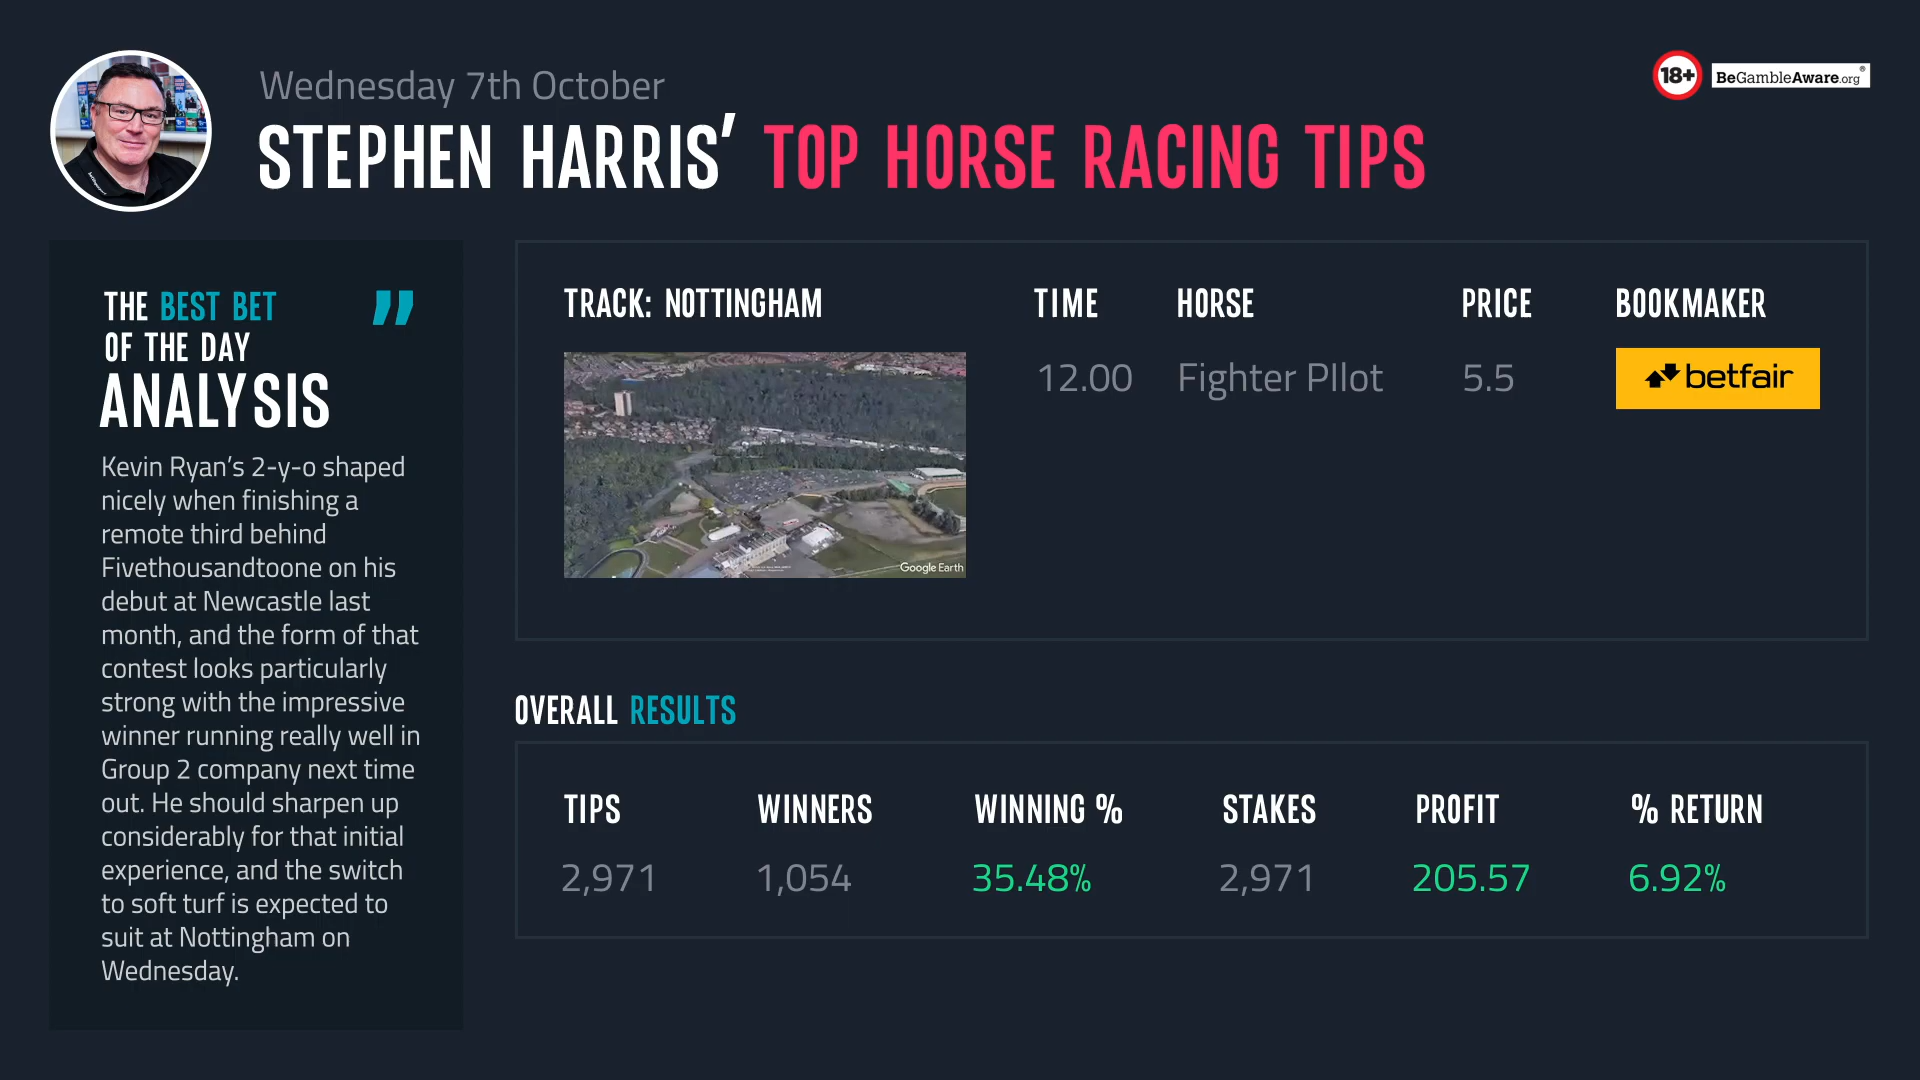 Wednesday 7th October
STEPHEN HARRIS’ TOP HORSE RACING TIPS
18+
BeGambleAware.org®
THE BEST BET
OF THE DAY
ANALYSIS
”
Kevin Ryan’s 2-y-o shaped
nicely when finishing a
remote third behind
Fivethousandtoone on his
debut at Newcastle last
month, and the form of that
contest looks particularly
strong with the impressive
winner running really well in
Group 2 company next time
out. He should sharpen up
considerably for that initial
experience, and the switch
to soft turf is expected to
suit at Nottingham on
Wednesday.
TRACK: NOTTINGHAM
TIME HORSE PRICE BOOKMAKER
12.00 Fighter PIlot 5.5 betfair
Google Earth
OVERALL RESULTS
TIPS WINNERS WINNING % STAKES PROFIT % RETURN
2,971 1,054 35.48% 2,971 205.57 6.92%